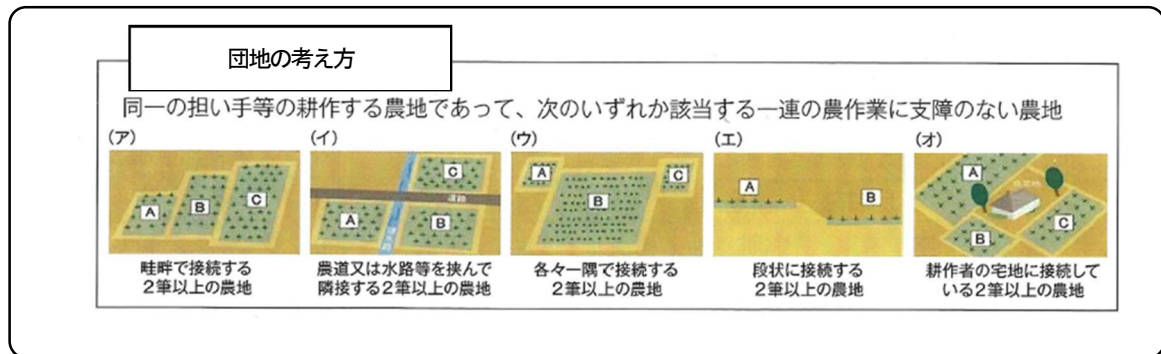 団地の考え方
同一の担い手等の耕作する農地であって、次のいずれか該当する一連の農作業に支障のない農地
(ア)
(イ)
(ウ)
(エ)
(オ)
A
B
C
A
B
C
道路
A
B
C
A
B
A
B
C
畦畔で接続する
2筆以上の農地
農道又は水路等を挟んで
隣接する2筆以上の農地
各々一隅で接続する
2筆以上の農地
段状に接続する
2筆以上の農地
耕作者の宅地に接続して
いる2筆以上の農地